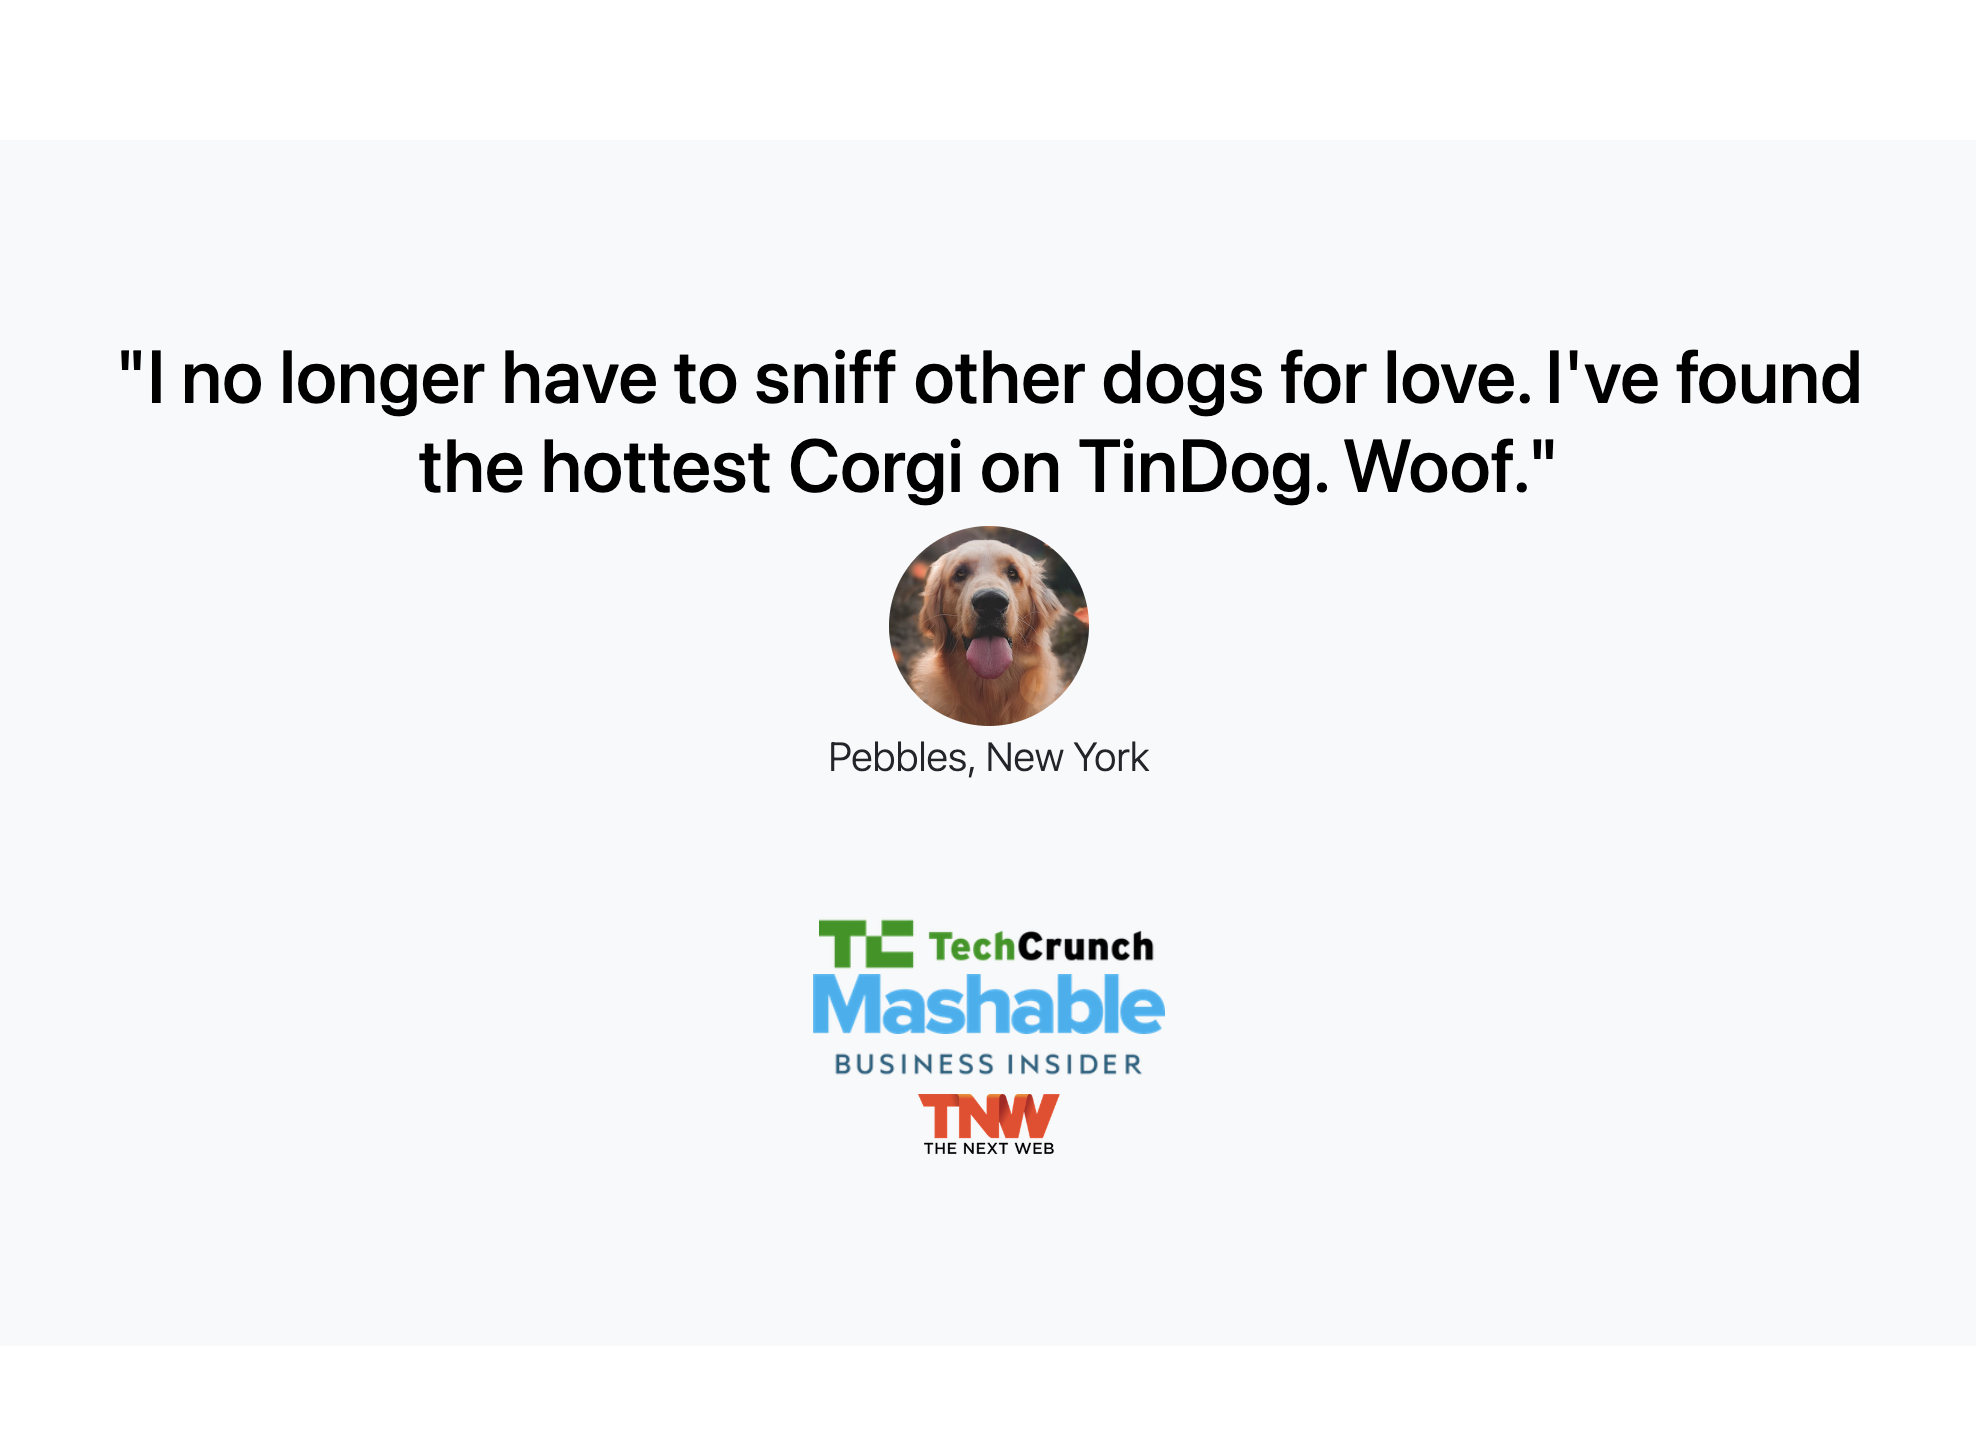 "I no longer have to sniff other dogs for love. I've found
the hottest Corgi on TinDog. Woof."
Pebbles, New York
TC TechCrunch
Mashable
BUSINESS INSIDER
TNW
THE NEXT WEB